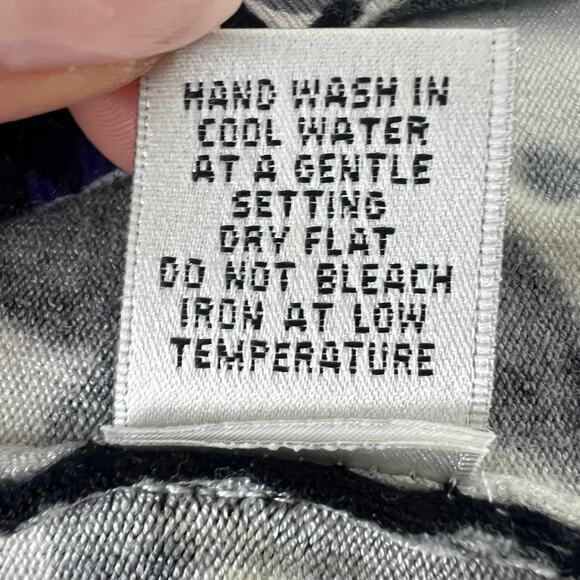 HAND WASH IN
COOL WATER
AT A GENTLE
SETTING
DRY FLAT
DO NOT BLEACH
IRON AT LOW
TEMPERATURE